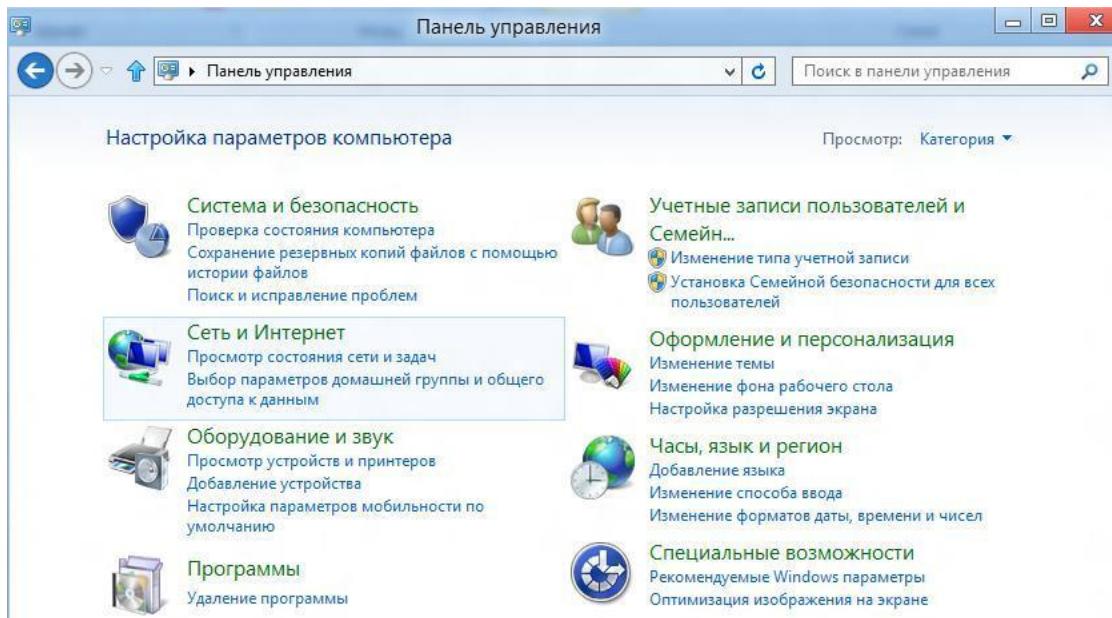 Панель управления
Панель управления
Поиск в панели управления
Настройка параметров компьютера
Просмотр: Категория
Система и безопасность
Проверка состояния компьютера
Сохранение резервных копий файлов с помощью
истории файлов
Поиск и исправление проблем
Сеть и Интернет
Просмотр состояния сети и задач
Выбор параметров домашней группы и общего
доступа к данным
Оборудование и звук
Просмотр устройств и принтеров
Добавление устройства
Настройка параметров мобильности по
умолчанию
Программы
Удаление программы
Учетные записи пользователей и
Семейн...
Изменение типа учетной записи
Установка Семейной безопасности для всех
пользователей
Оформление и персонализация
Изменение темы
Изменение фона рабочего стола
Настройка разрешения экрана
Часы, язык и регион
Добавление языка
Изменение способа ввода
Изменение форматов даты, времени и чисел
Специальные возможности
Рекомендуемые Windows параметры
Оптимизация изображения на экране